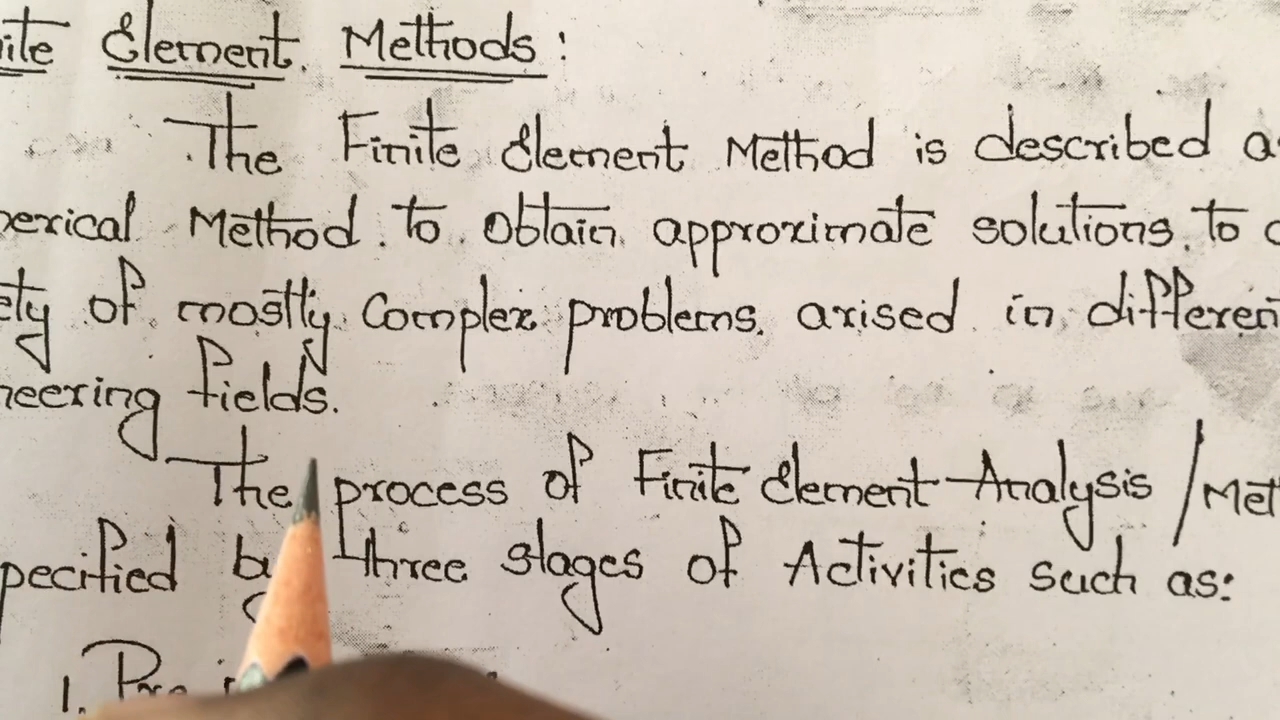 ite Element Methods:
The Finite Element Method is described a
erical Method to obtain approximate solutions to
ety of mostly complex problems arised in differen
neering fields.
The process of Finite Element Analysis / Met
pecified by three stages of Activities such as:
1.